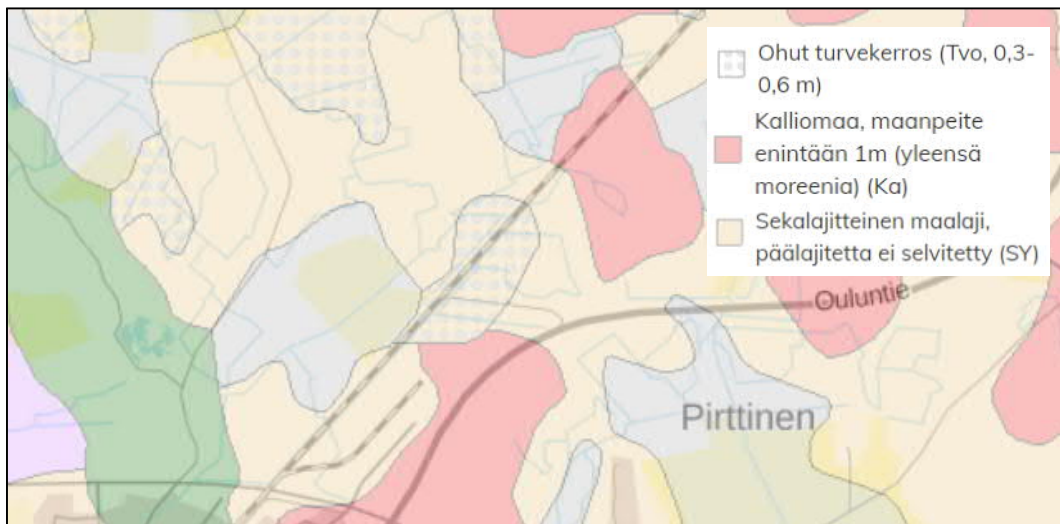 Ohut turvekerros (Tvo, 0,3-
0,6 m)
Kalliomaa, maanpeite
enintään 1m (yleensä
moreenia) (Ka)
Sekalajitteinen maalaji,
päälajitetta ei selvitetty (SY)
Ouluntie
Pirttinen